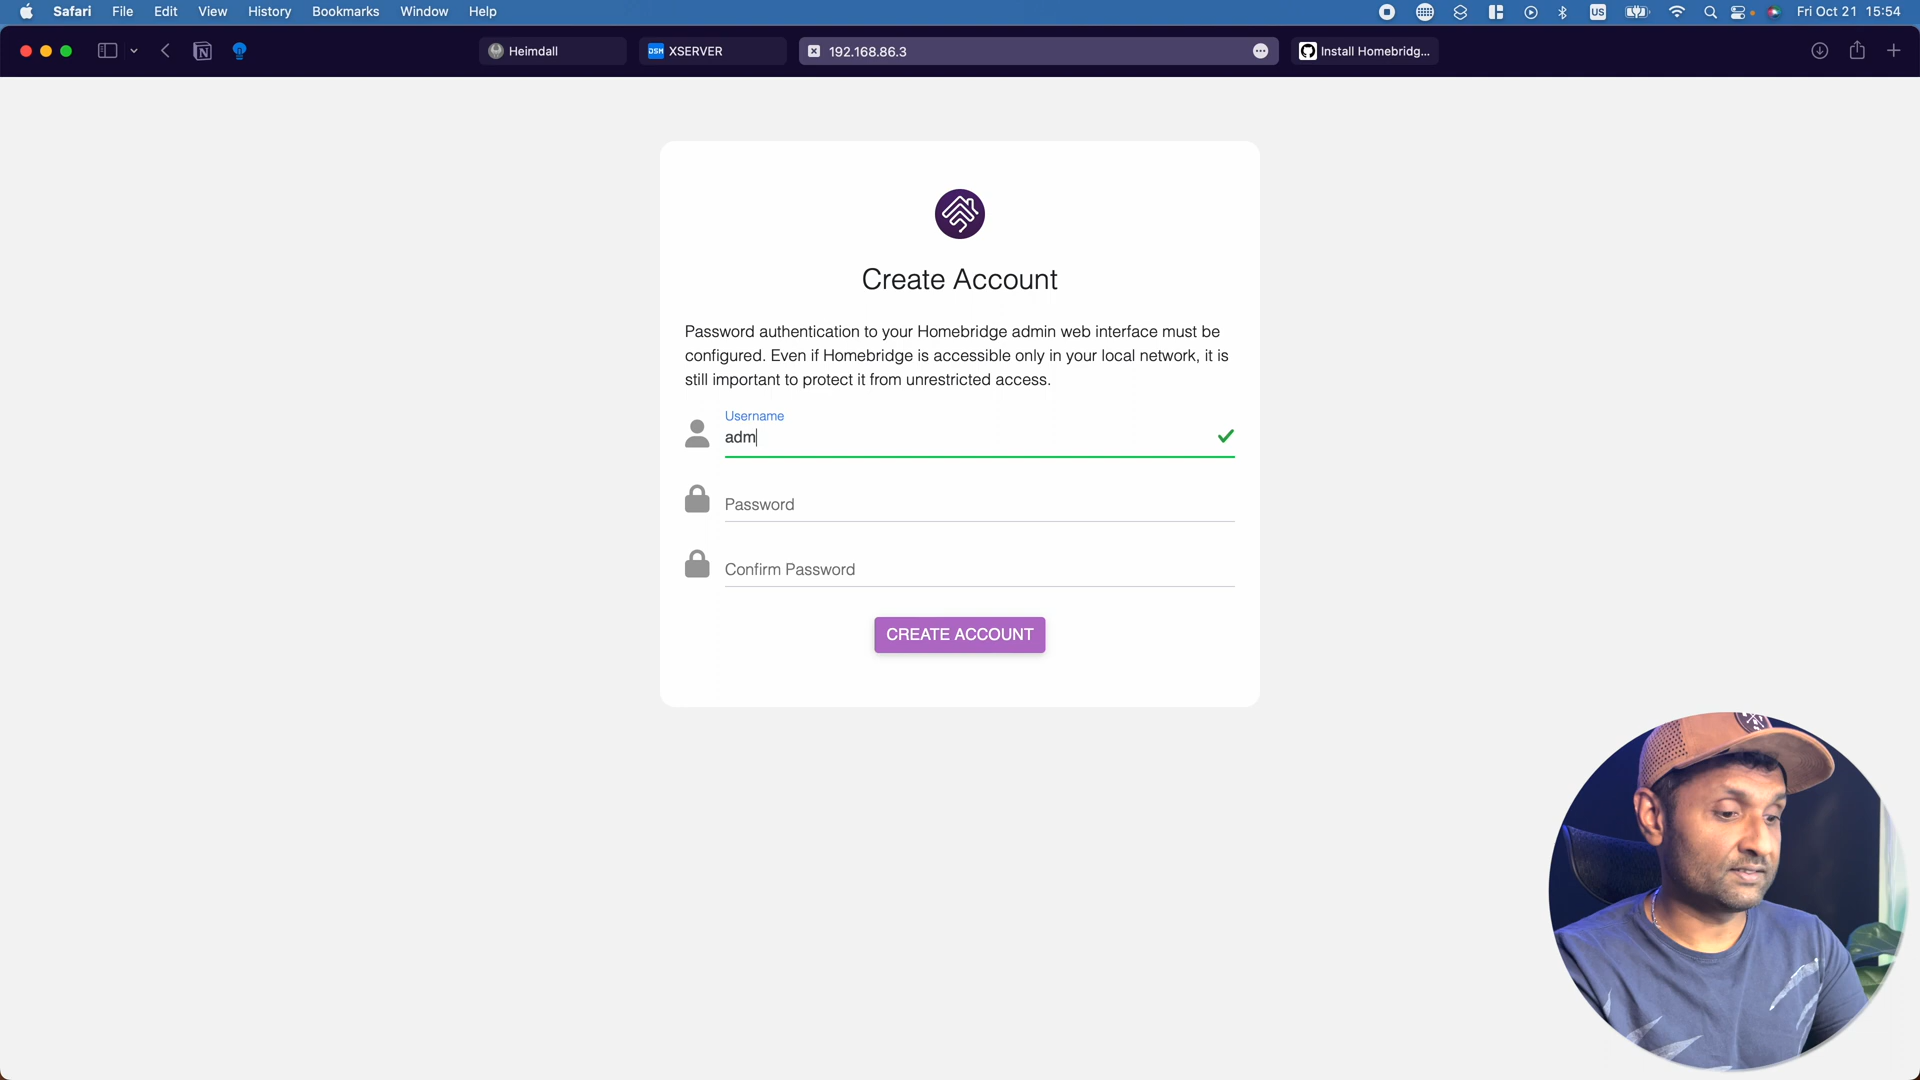 Safari File Edit View History Bookmarks Window Help
US
Fri Oct 21 15:54
Heimdall
DSM XSERVER
192.168.86.3
Install Homebridg...
Create Account
Password authentication to your Homebridge admin web interface must be
configured. Even if Homebridge is accessible only in your local network, it is
still important to protect it from unrestricted access.
Username
adm
Password
Confirm Password
CREATE ACCOUNT